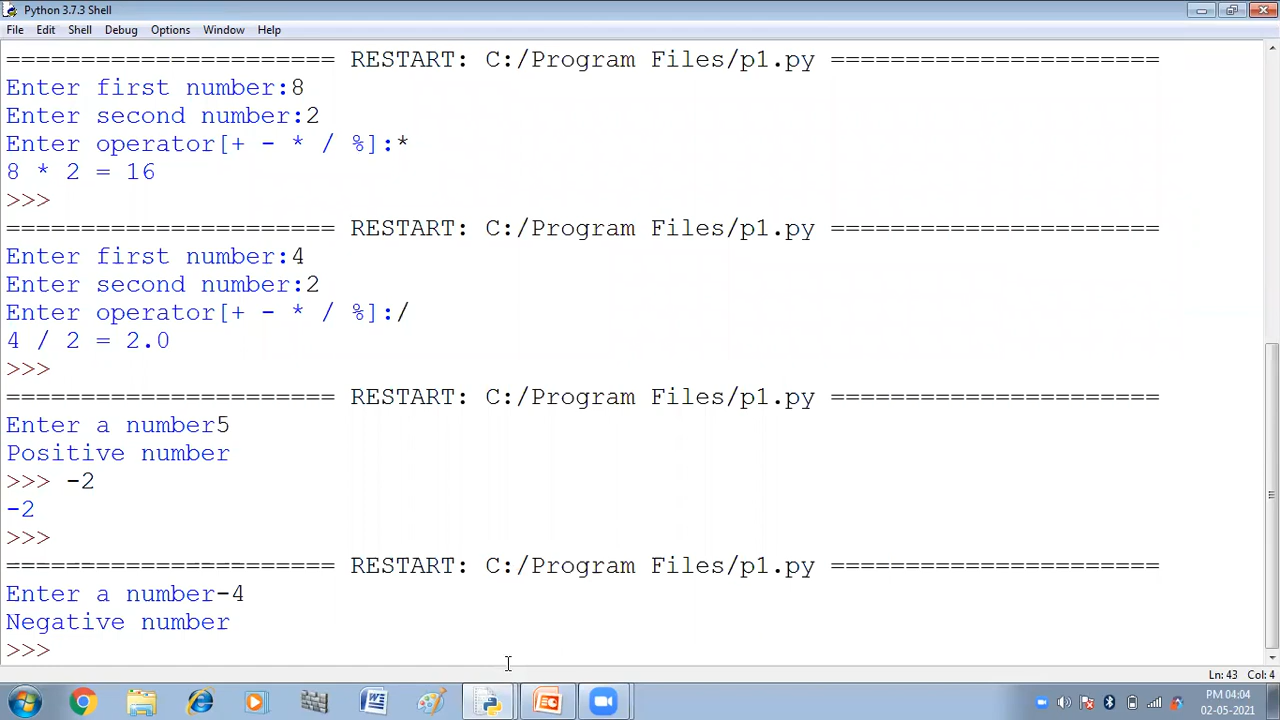 Python 3.7.3 Shell
File Edit Shell Debug Options Window Help
====================== RESTART: C:/Program Files/p1.py ======================
Enter first number:8
Enter second number:2
Enter operator[+ - * / %]:*
8 * 2 = 16
>>>
====================== RESTART: C:/Program Files/p1.py ======================
Enter first number:4
Enter second number:2
Enter operator[+ - * / %]:/
4 / 2 = 2.0
>>>
====================== RESTART: C:/Program Files/p1.py ======================
Enter a number5
Positive number
>>> -2
-2
>>>
====================== RESTART: C:/Program Files/p1.py ======================
Enter a number-4
Negative number
>>>
Ln: 43 Col: 4
PM 04:04
02-05-2021